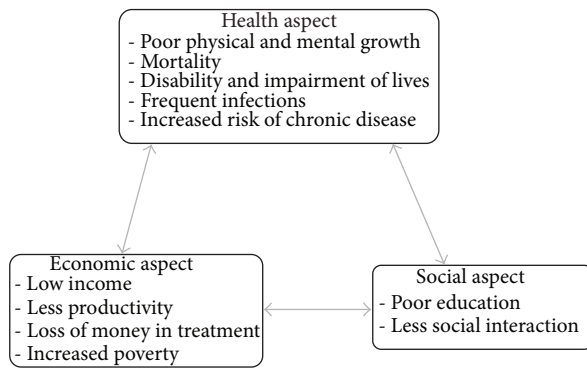 Health aspect
- Poor physical and mental growth
- Mortality
- Disability and impairment of lives
- Frequent infections
- Increased risk of chronic disease
Economic aspect
- Low income
- Less productivity
- Loss of money in treatment
- Increased poverty
Social aspect
- Poor education
- Less social interaction